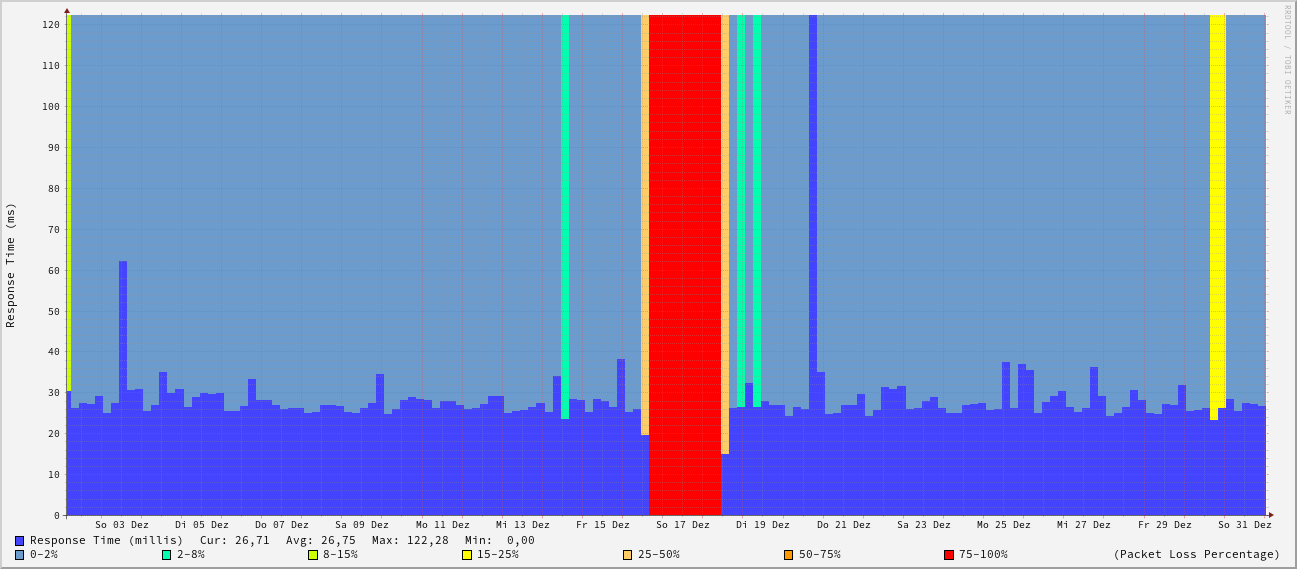 RRDTOOL / TOBI OETIKER
Response Time (ms)
120
110
100
90
80
70
60
50
40
30
20
10
0
So 03 Dez Di 05 Dez Do 07 Dez Sa 09 Dez Mo 11 Dez Mi 13 Dez Fr 15 Dez So 17 Dez Di 19 Dez Do 21 Dez Sa 23 Dez Mo 25 Dez Mi 27 Dez Fr 29 Dez So 31 Dez
Response Time (millis) Cur: 26,71 Avg: 26,75 Max: 122,28 Min: 0,00
0-2% 2-8% 8-15% 15-25% 25-50% 50-75% 75-100% (Packet Loss Percentage)